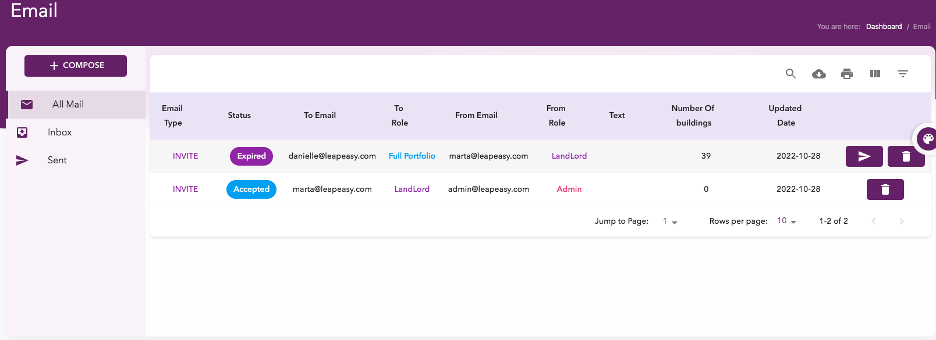 Email
You are here: Dashboard / Email
COMPOSE
All Mail
Inbox
Sent
Email Type Status To Email To Role From Email From Role Text Number Of buildings Updated Date
INVITE Expired danielle@leapeasy.com Full Portfolio marta@leapeasy.com LandLord 39 2022-10-28
INVITE Accepted marta@leapeasy.com LandLord admin@leapeasy.com Admin 0 2022-10-28
Jump to Page: 1 Rows per page: 10 1-2 of 2